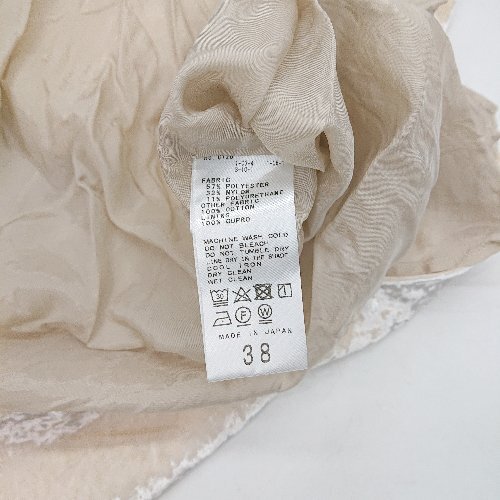 FABRIC
57% POLYESTER
32% NYLON
11% POLYURETHANE
OTHER FABRIC
100% COTTON
LINING
100% CUPRO
MACHINE WASH COLD
DO NOT BLEACH
DO NOT TUMBLE DRY
LINE DRY IN THE SHADE
COOL IRON
DRY CLEAN
WET CLEAN
30
F W
MADE IN JAPAN
38